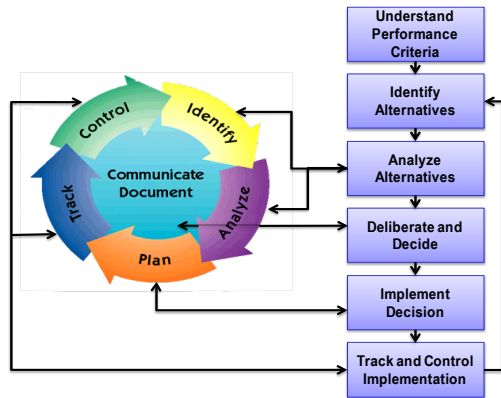 Control
Identify
Communicate
Document
Track
Analyze
Plan
Understand
Performance
Criteria
Identify
Alternatives
Analyze
Alternatives
Deliberate and
Decide
Implement
Decision
Track and Control
Implementation